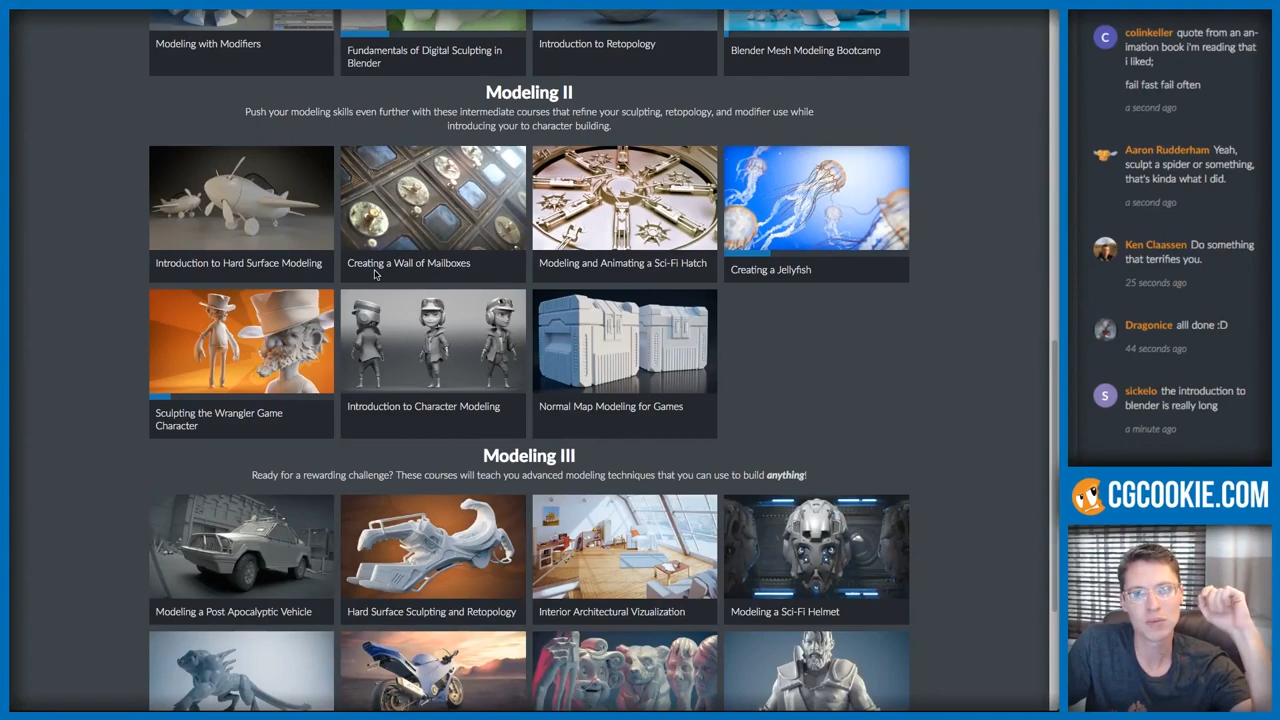 Modeling with Modifiers
Fundamentals of Digital Sculpting in
Blender
Introduction to Retopology
Blender Mesh Modeling Bootcamp
Modeling II
Push your modeling skills even further with these intermediate courses that refine your sculpting, retopology, and modifier use while
introducing your to character building.
Introduction to Hard Surface Modeling
Creating a Wall of Mailboxes
Modeling and Animating a Sci-Fi Hatch
Creating a Jellyfish
Sculpting the Wrangler Game
Character
Introduction to Character Modeling
Normal Map Modeling for Games
Modeling III
Ready for a rewarding challenge? These courses will teach you advanced modeling techniques that you can use to build anything!
Modeling a Post Apocalyptic Vehicle
Hard Surface Sculpting and Retopology
Interior Architectural Vizualization
Modeling a Sci-Fi Helmet
C
colinkeller quote from an an-
imation book i'm reading that
i liked;
fail fast fail often
a second ago
Aaron Rudderham Yeah,
sculpt a spider or something,
that's kinda what I did.
a second ago
Ken Claassen Do something
that terrifies you.
25 seconds ago
Dragonice alll done :D
44 seconds ago
S
sickelo the introduction to
blender is really long
a minute ago
CGCOOKIE.COM